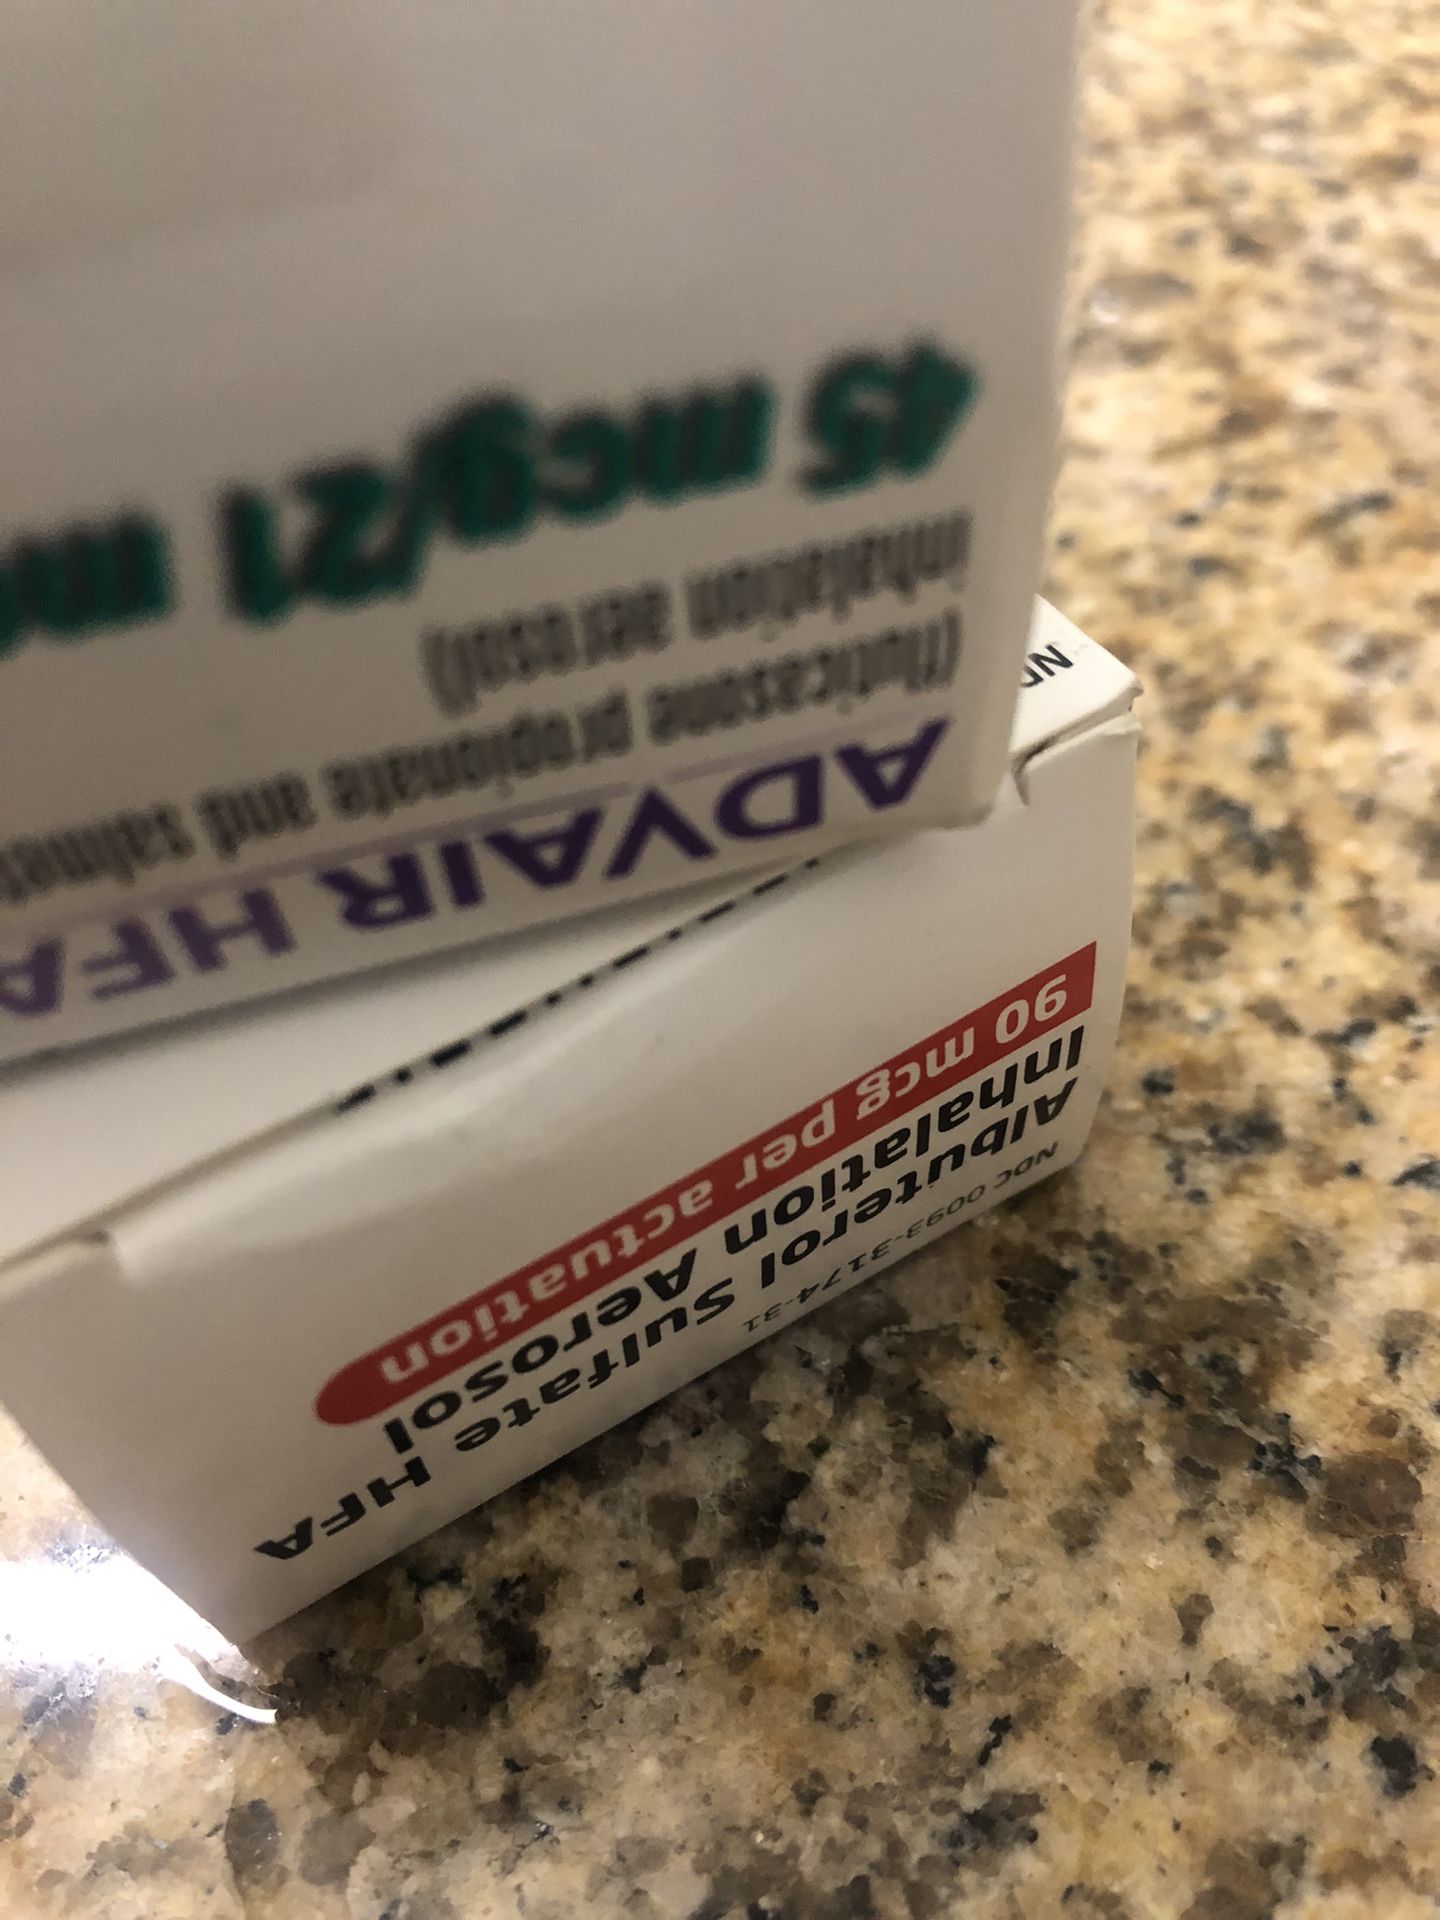 ADVAIR HFA
(fluticasone propionate and
inhalation aerosol)
45 mcg/21
ND
NDC 0093-3174-31
Albuterol Sulfate HFA
Inhalation Aerosol
90 mcg per actuation